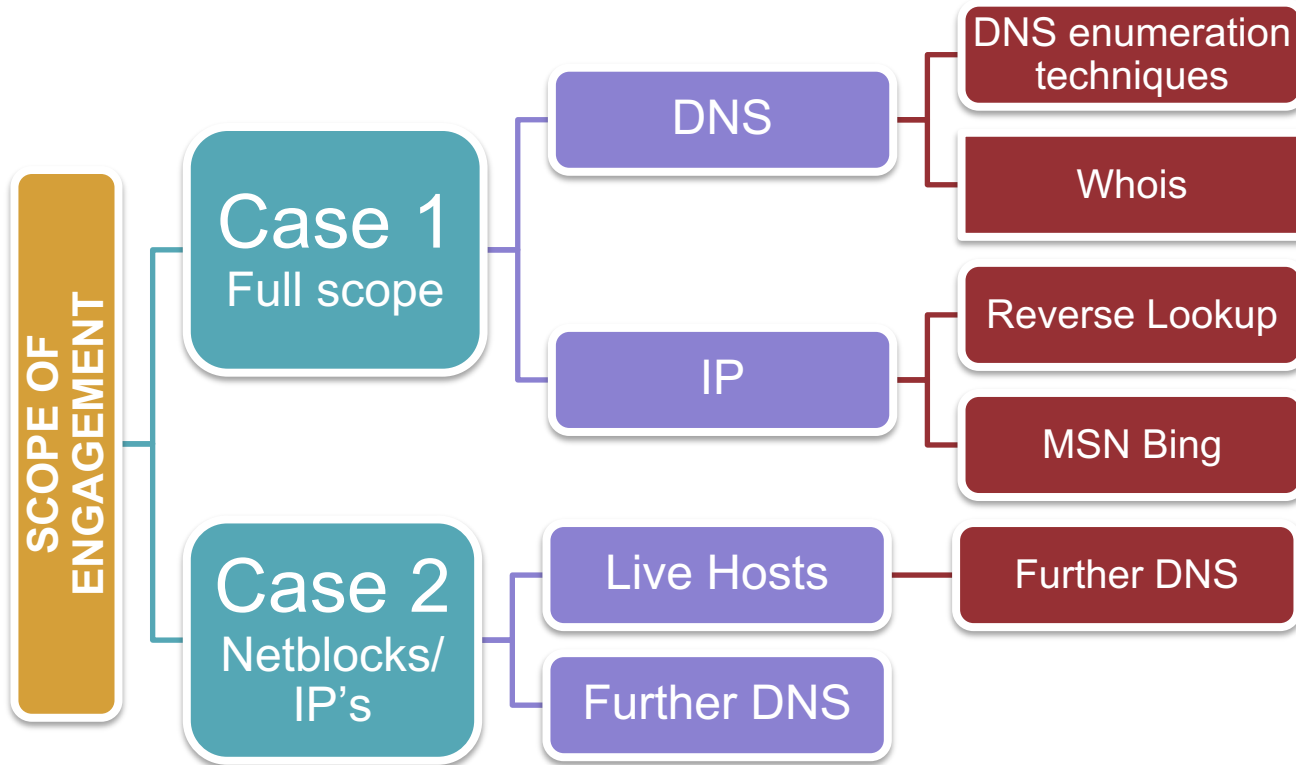 SCOPE OF
ENGAGEMENT
Case 1
Full scope
DNS
DNS enumeration
techniques
Whois
IP
Reverse Lookup
MSN Bing
Case 2
Netblocks/
IP’s
Live Hosts
Further DNS
Further DNS